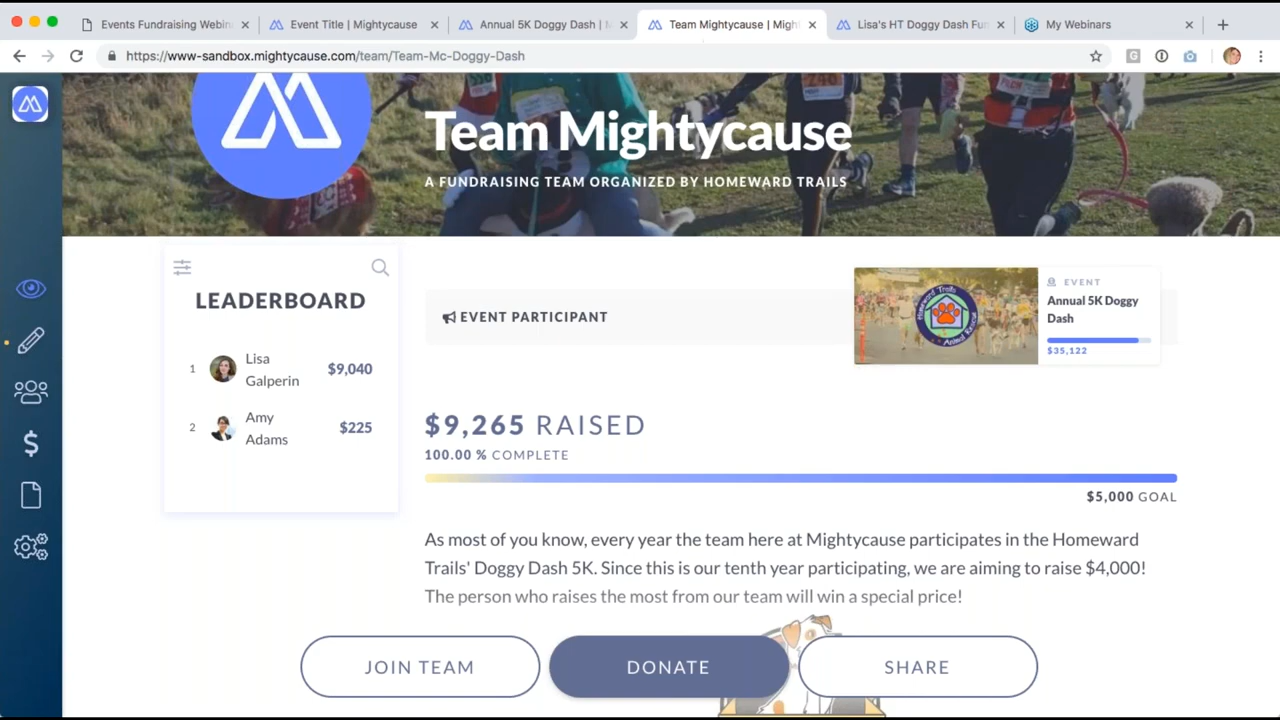 Events Fundraising Webin
Event Title | Mightycause
Annual 5K Doggy Dash |
Team Mightycause | Migh
Lisa's HT Doggy Dash Fun
My Webinars
https://www-sandbox.mightycause.com/team/Team-Mc-Doggy-Dash
Team Mightycause
A FUNDRAISING TEAM ORGANIZED BY HOMEWARD TRAILS
LEADERBOARD
1 Lisa Galperin $9,040
2 Amy Adams $225
EVENT PARTICIPANT
EVENT
Annual 5K Doggy
Dash
$35,122
Homeward Trails
Animal Rescue
$9,265 RAISED
100.00 % COMPLETE
$5,000 GOAL
As most of you know, every year the team here at Mightycause participates in the Homeward
Trails' Doggy Dash 5K. Since this is our tenth year participating, we are aiming to raise $4,000!
The person who raises the most from our team will win a special price!
JOIN TEAM
DONATE
SHARE